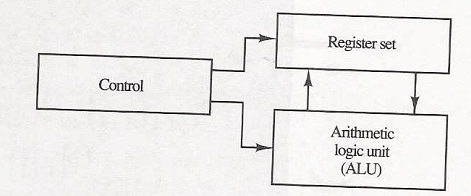 Control
Register set
Arithmetic
logic unit
(ALU)